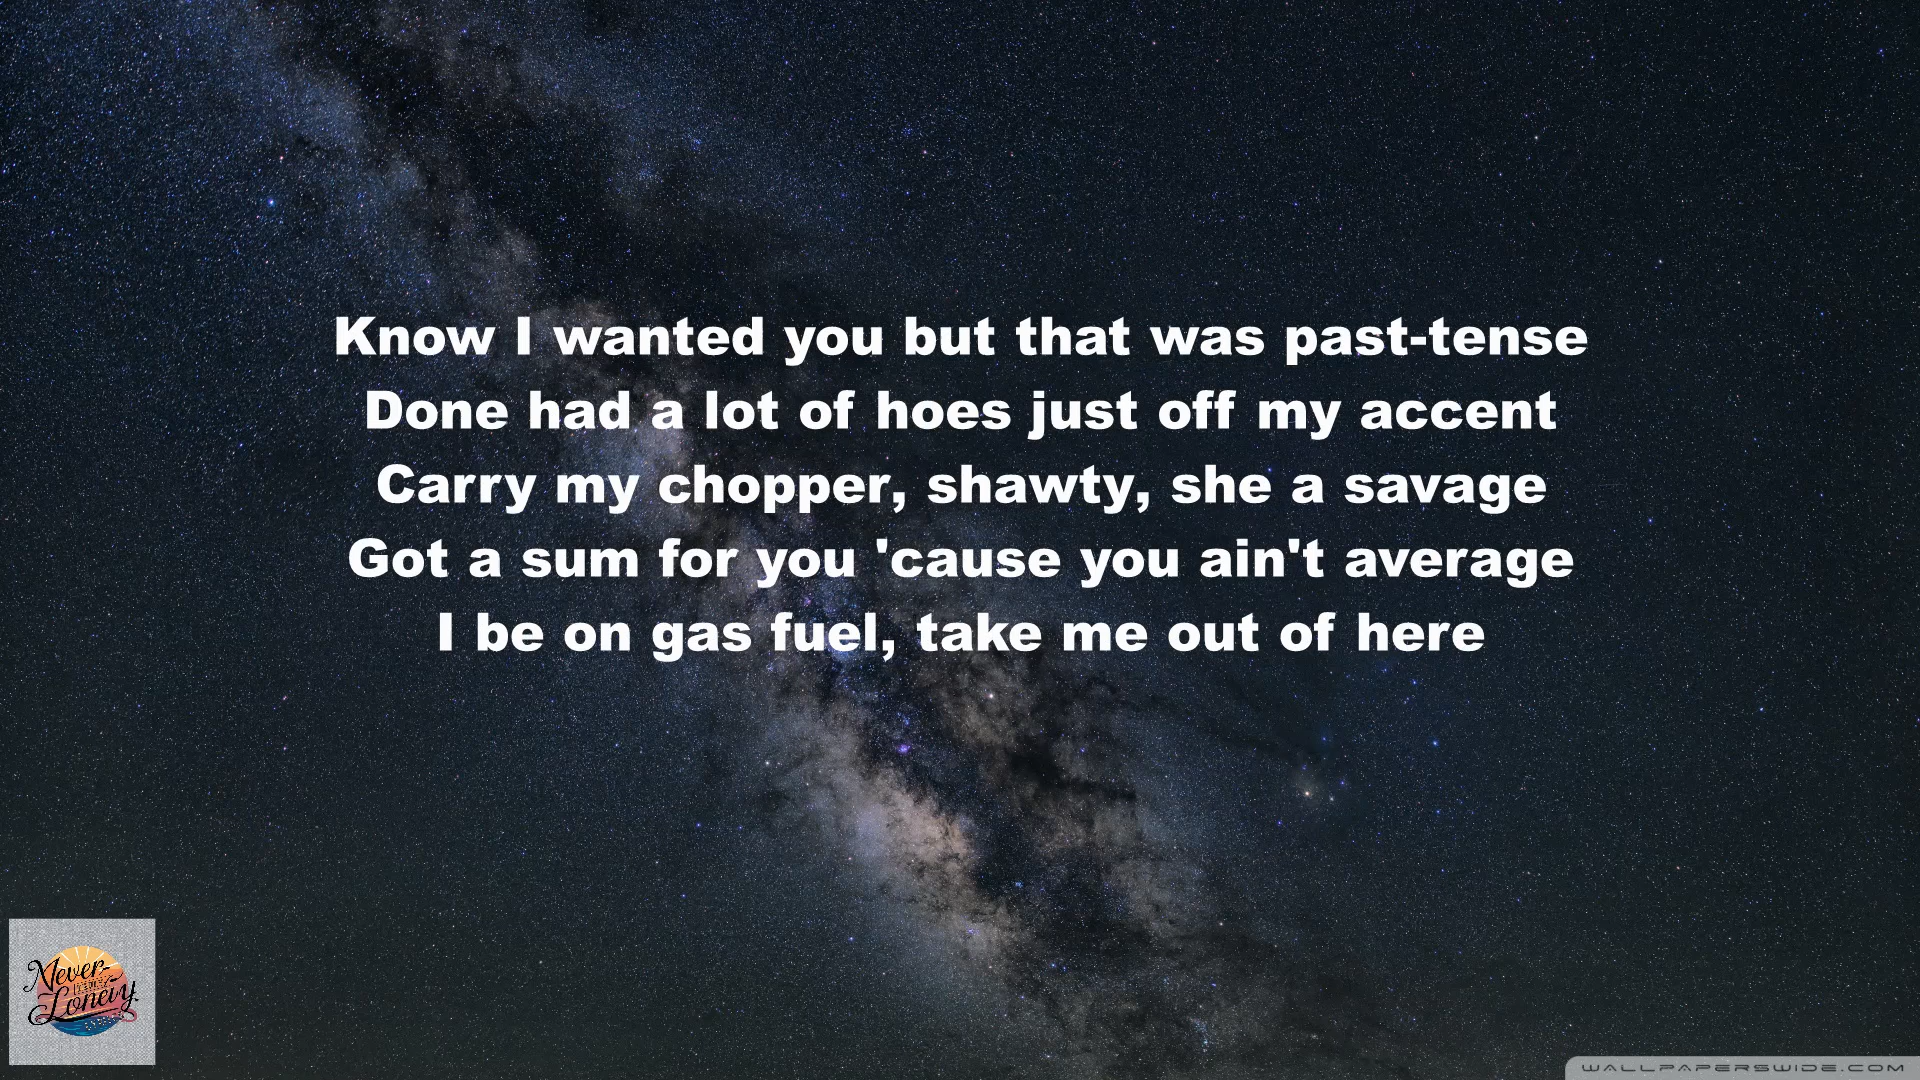 Know I wanted you but that was past-tense
Done had a lot of hoes just off my accent
Carry my chopper, shawty, she a savage
Got a sum for you 'cause you ain't average
I be on gas fuel, take me out of here
Never-
WALLPAPERSWIDE.COM